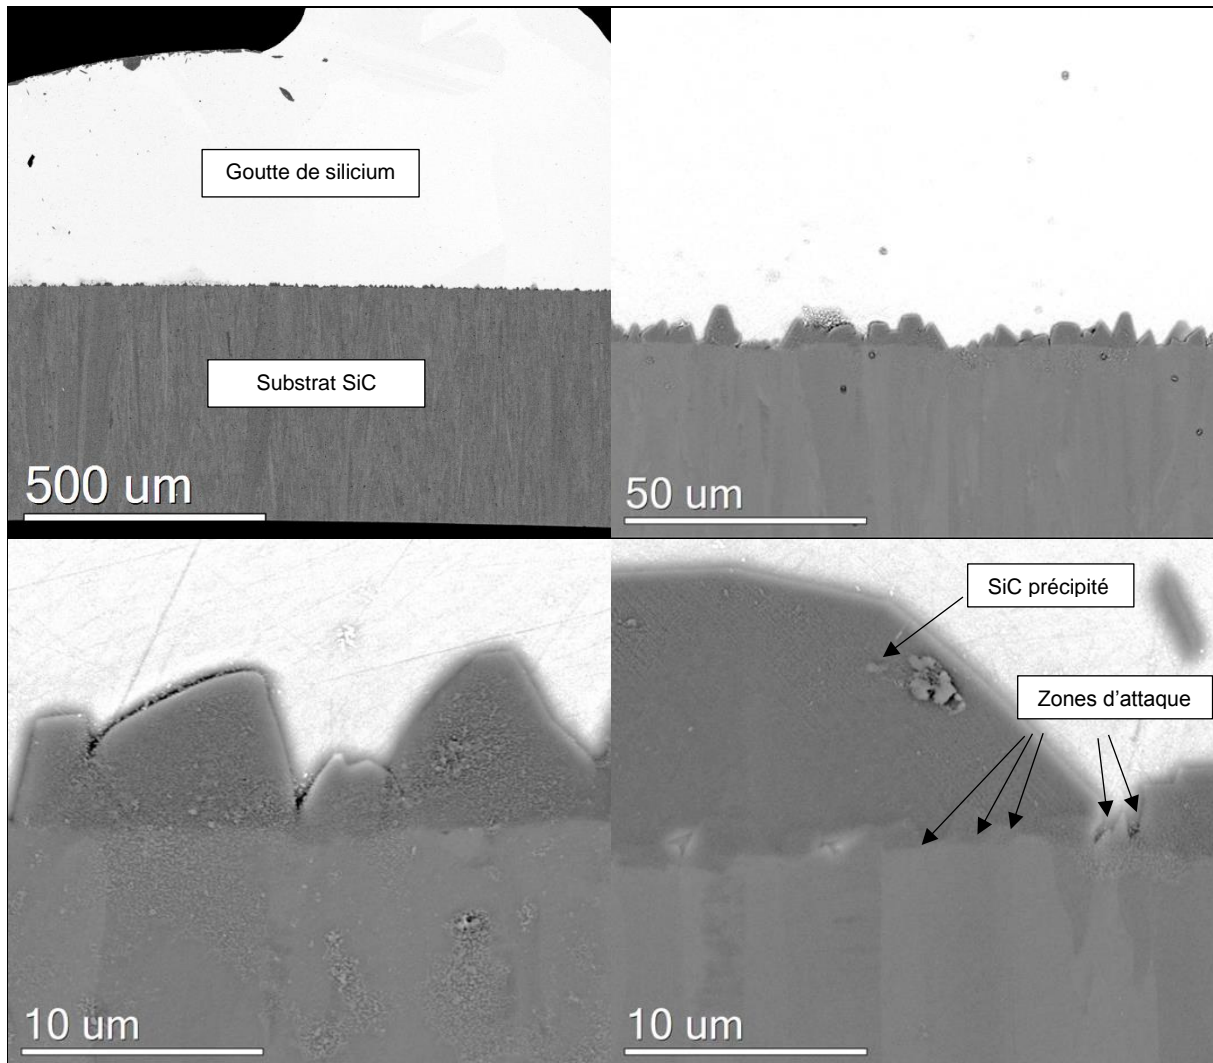 Goutte de silicium
Substrat SiC
500 um
50 um
SiC précipité
Zones d'attaque
10 um
10 um